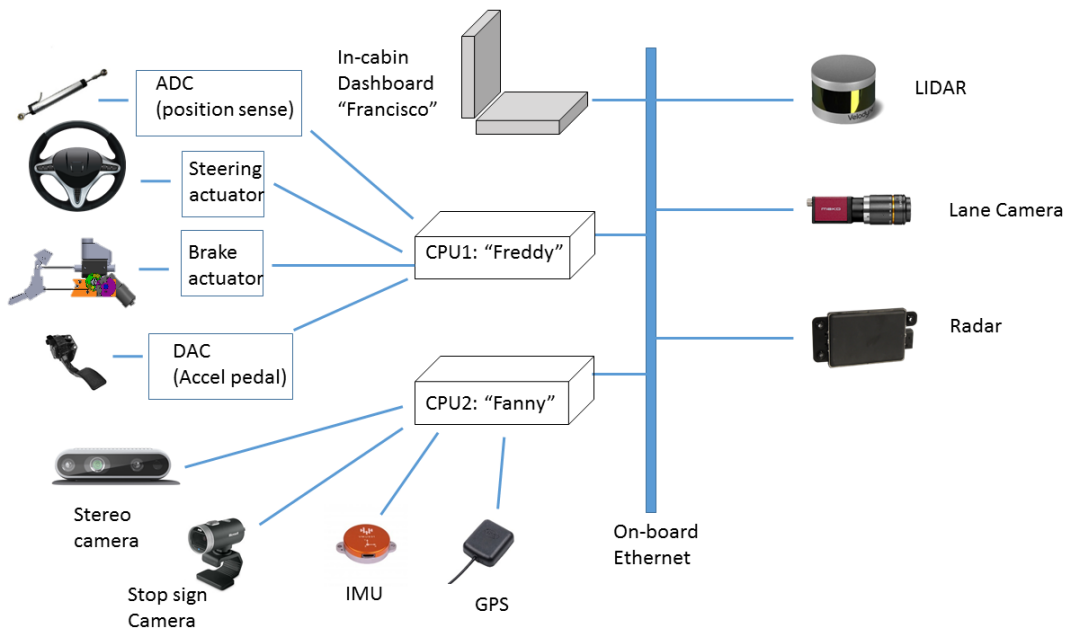 In-cabin
Dashboard
“Francisco”
ADC
(position sense)
LIDAR
Velodyne
Steering
actuator
Lane Camera
Brake
actuator
CPU1: “Freddy”
Radar
DAC
(Accel pedal)
CPU2: “Fanny”
Stereo
camera
On-board
Ethernet
Stop sign
Camera
IMU
GPS